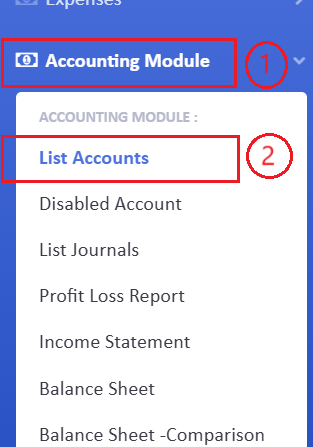 Expenses
Accounting Module
1
ACCOUNTING MODULE :
List Accounts
2
Disabled Account
List Journals
Profit Loss Report
Income Statement
Balance Sheet
Balance Sheet -Comparison